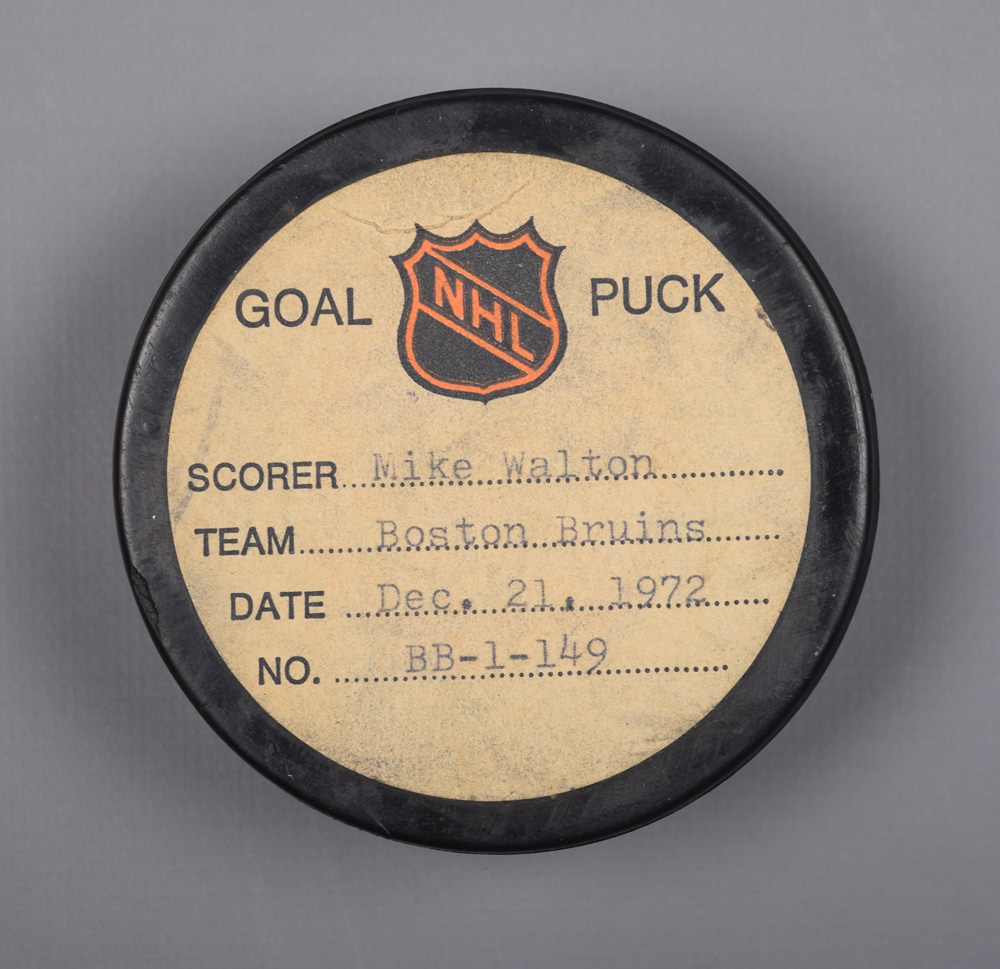 GOAL NHL PUCK
SCORER Mike Walton
TEAM Boston Bruins
DATE Dec. 21, 1972
NO. BB-1-149